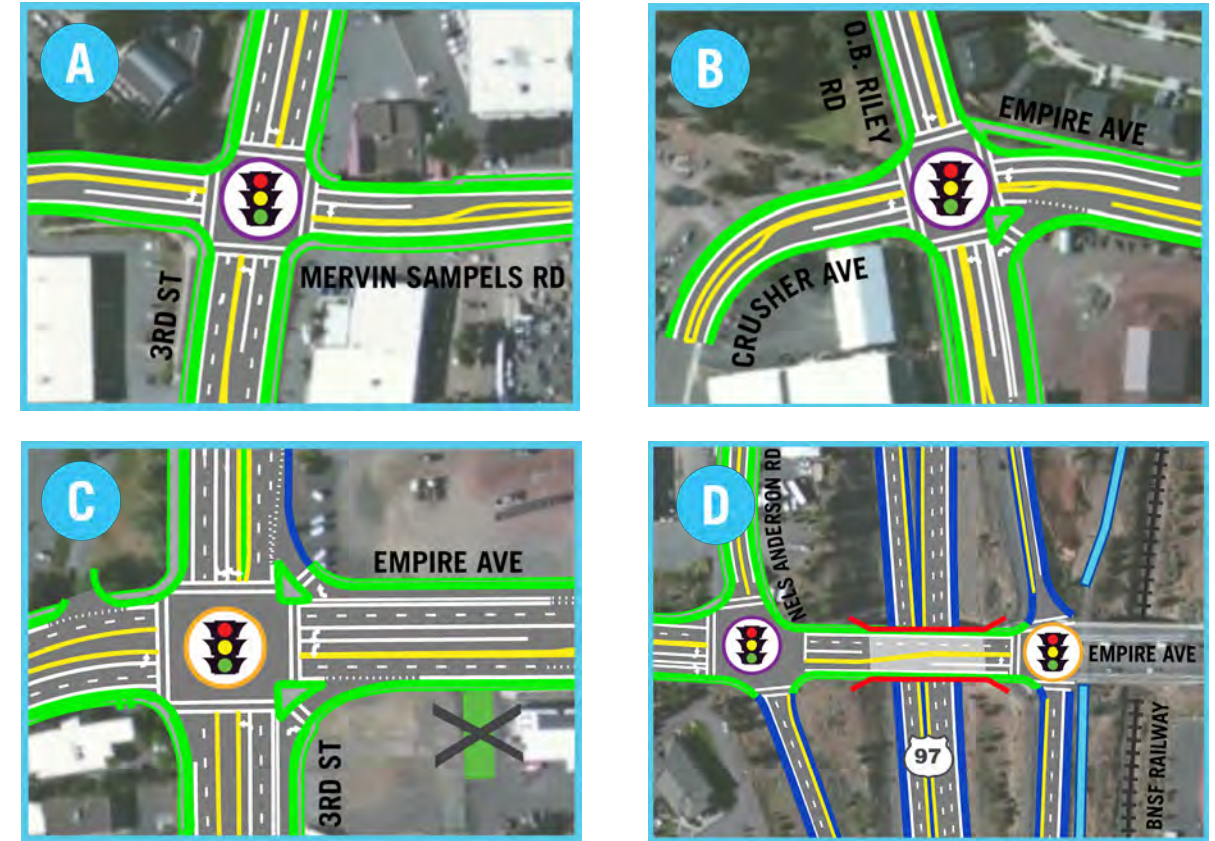 A
3RD ST
MERVIN SAMPELS RD
B
O.B. RILEY
RD
EMPIRE AVE
CRUSHER AVE
C
EMPIRE AVE
3RD ST
D
NELS ANDERSON RD
EMPIRE AVE
97
BNSF RAILWAY